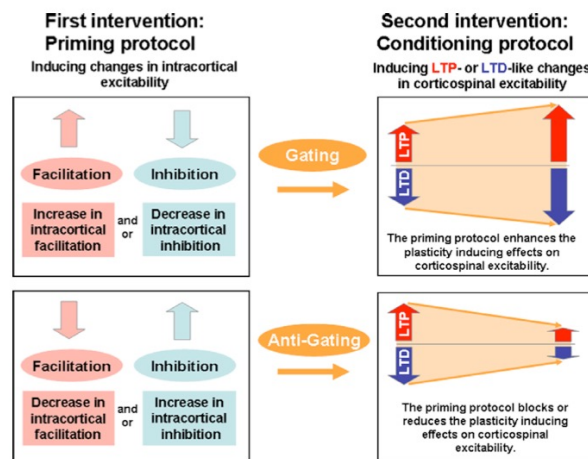 First intervention:
Priming protocol
Inducing changes in intracortical
excitability
Second intervention:
Conditioning protocol
Inducing LTP- or LTD-like changes
in corticospinal excitability
Facilitation
Inhibition
Increase in
intracortical
facilitation
and
or
Decrease in
intracortical
inhibition
Gating
LTP
LTD
The priming protocol enhances the
plasticity inducing effects on
corticospinal excitability.
Facilitation
Inhibition
Decrease in
intracortical
facilitation
and
or
Increase in
intracortical
inhibition
Anti-Gating
LTP
LTD
The priming protocol blocks or
reduces the plasticity inducing
effects on corticospinal
excitability.